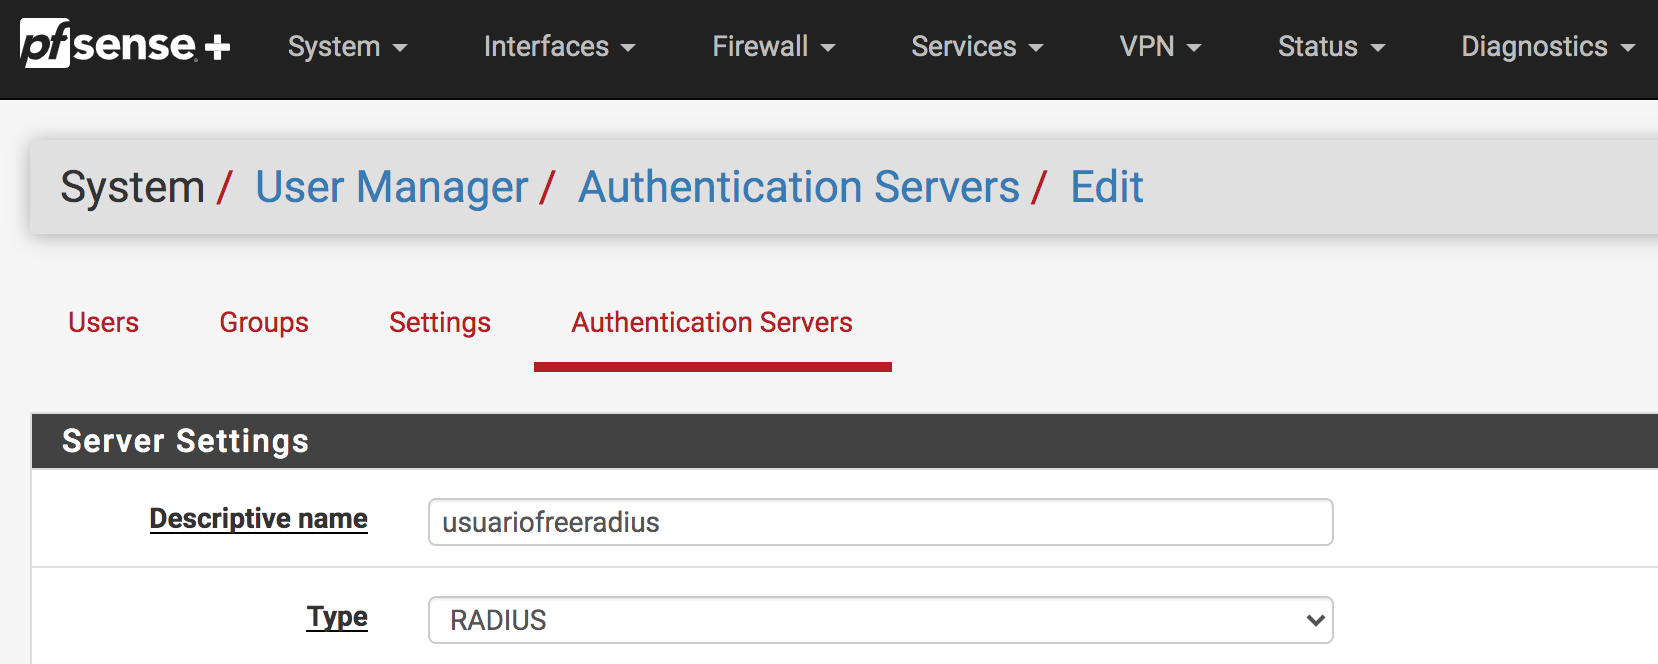 pfsense+ System Interfaces Firewall Services VPN Status Diagnostics
System / User Manager / Authentication Servers / Edit
Users Groups Settings Authentication Servers
Server Settings
Descriptive name usuariofreeradius
Type RADIUS